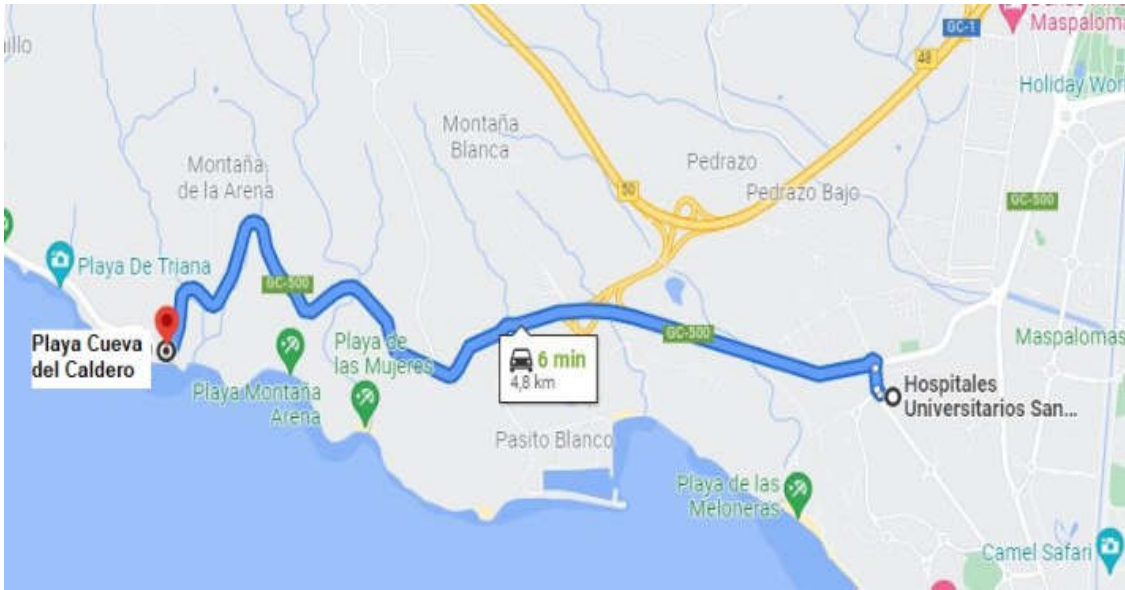 Maspaloma
GC-1
48
Holiday Wor
Montaña
Blanca
Pedrazo
Montaña
de la Arena
50
Pedrazo Bajo
GC-500
Playa De Triana
GC-500
Playa Cueva
del Caldero
Playa de
las Mujeres
6 min
4,8 km
GC-500
Maspalomas
Playa Montaña
Arena
Hospitales
Universitarios San...
Pasito Blanco
Playa de las
Meloneras
Camel Safari